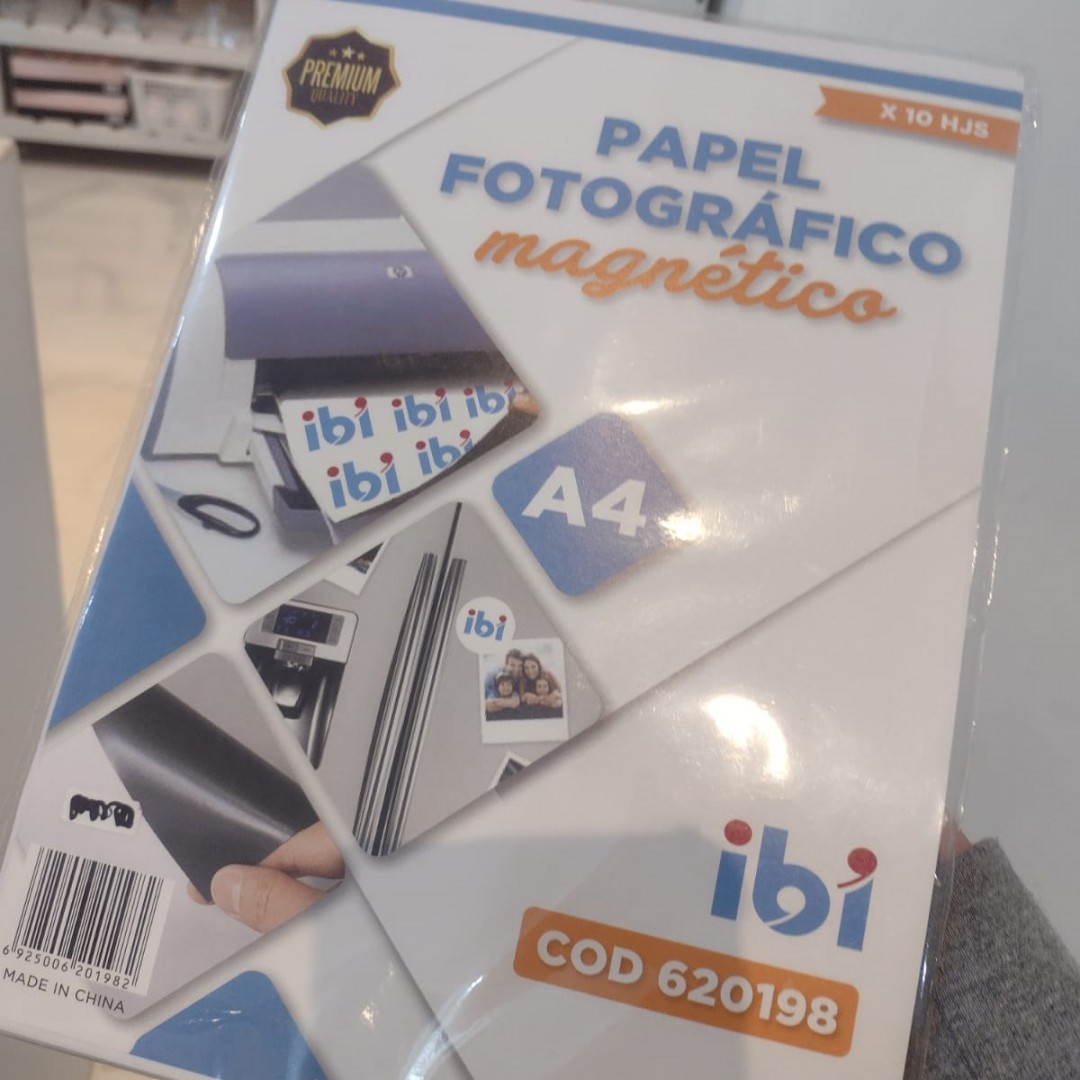 PREMIUM
QUALITY
X 10 HJS
PAPEL
FOTOGRÁFICO
magnético
hp
ibi ibi ibi
ibi ibi
A4
ibi
ibi
COD 620198
6 925006 201982
MADE IN CHINA